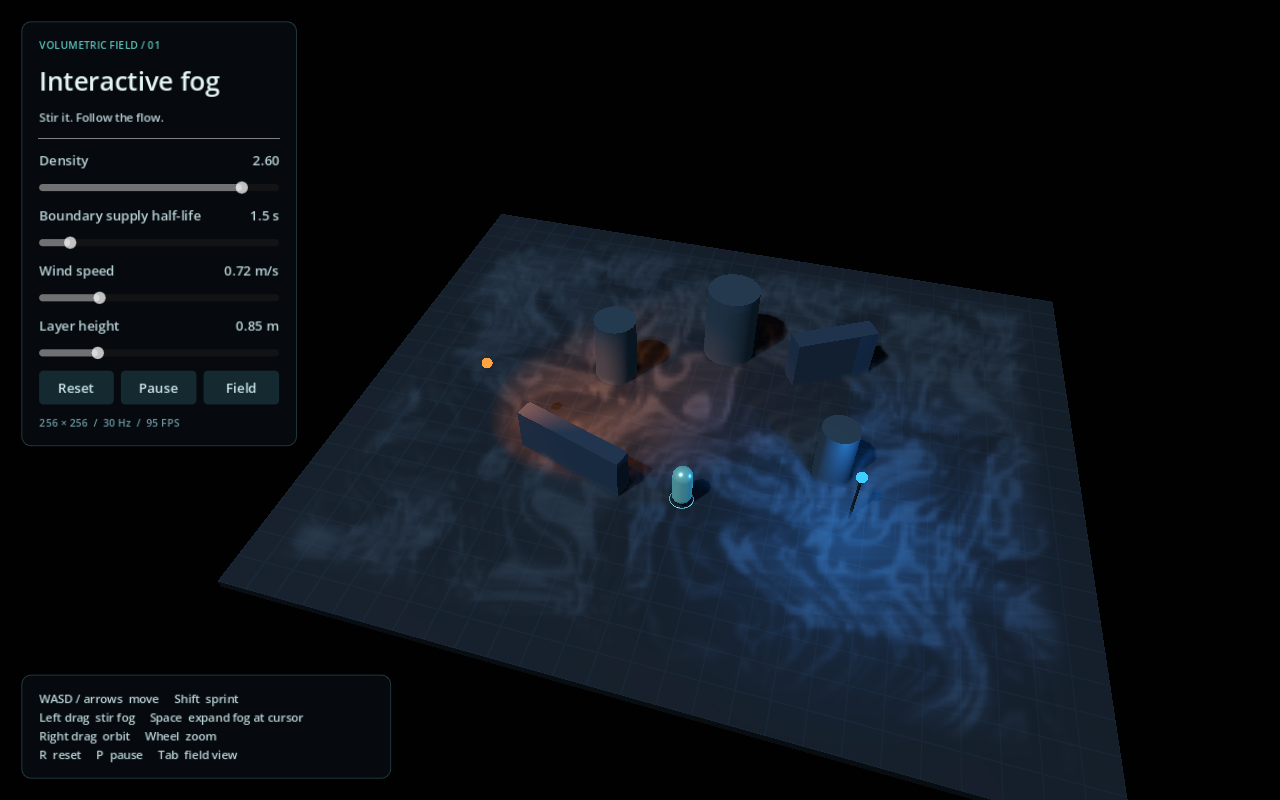 VOLUMETRIC FIELD / 01
Interactive fog
Stir it. Follow the flow.
Density 2.60
Boundary supply half-life 1.5 s
Wind speed 0.72 m/s
Layer height 0.85 m
Reset Pause Field
256 × 256 / 30 Hz / 95 FPS
WASD / arrows move Shift sprint
Left drag stir fog Space expand fog at cursor
Right drag orbit Wheel zoom
R reset P pause Tab field view